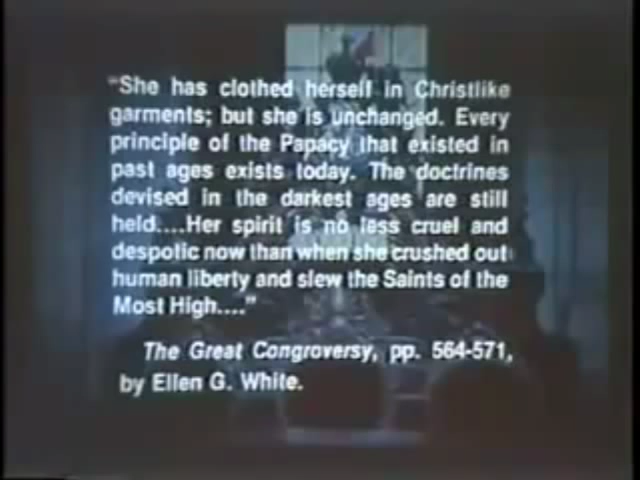 "She has clothed herself in Christlike
garments; but she is unchanged. Every
principle of the Papacy that existed in
past ages exists today. The doctrines
devised in the darkest ages are still
held....Her spirit is no less cruel and
despotic now than when she crushed out
human liberty and slew the Saints of the
Most High...."
The Great Congroversy, pp. 564-571,
by Ellen G. White.